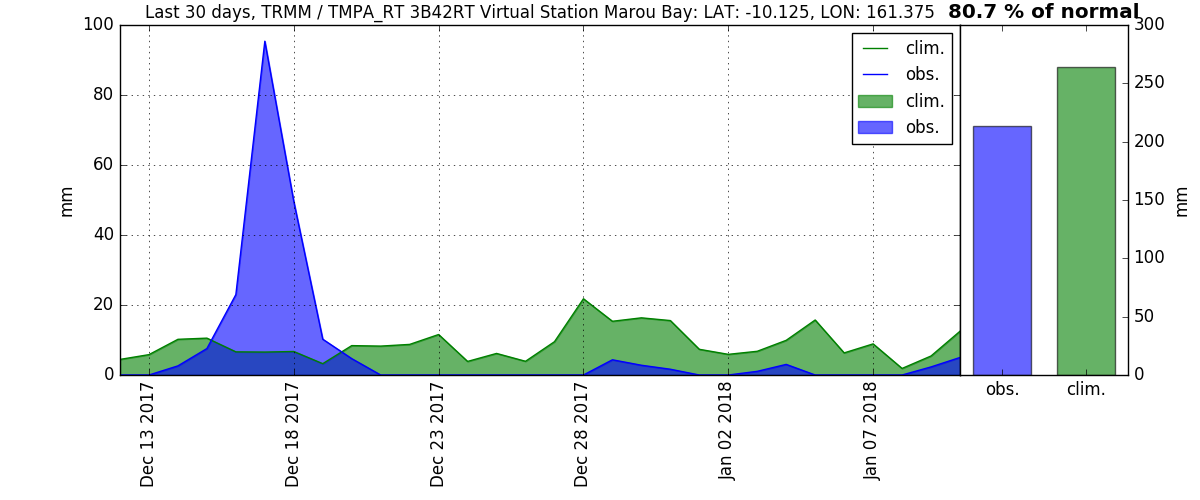 Last 30 days, TRMM / TMPA_RT 3B42RT Virtual Station Marou Bay: LAT: -10.125, LON: 161.375 80.7 % of normal
100
80
60
40
20
0
mm
clim.
obs.
clim.
obs.
Dec 13 2017
Dec 18 2017
Dec 23 2017
Dec 28 2017
Jan 02 2018
Jan 07 2018
300
250
200
150
100
50
0
mm
obs. clim.